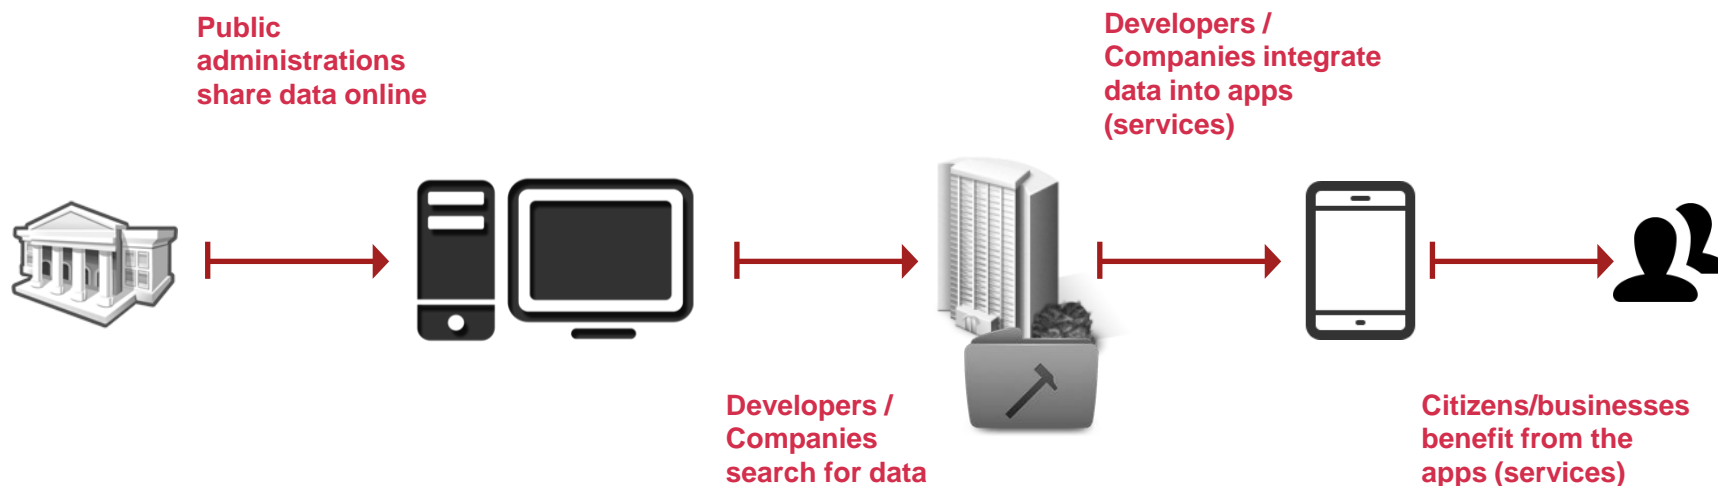 Public
administrations
share data online
Developers /
Companies
search for data
Developers /
Companies integrate
data into apps
(services)
Citizens/businesses
benefit from the
apps (services)